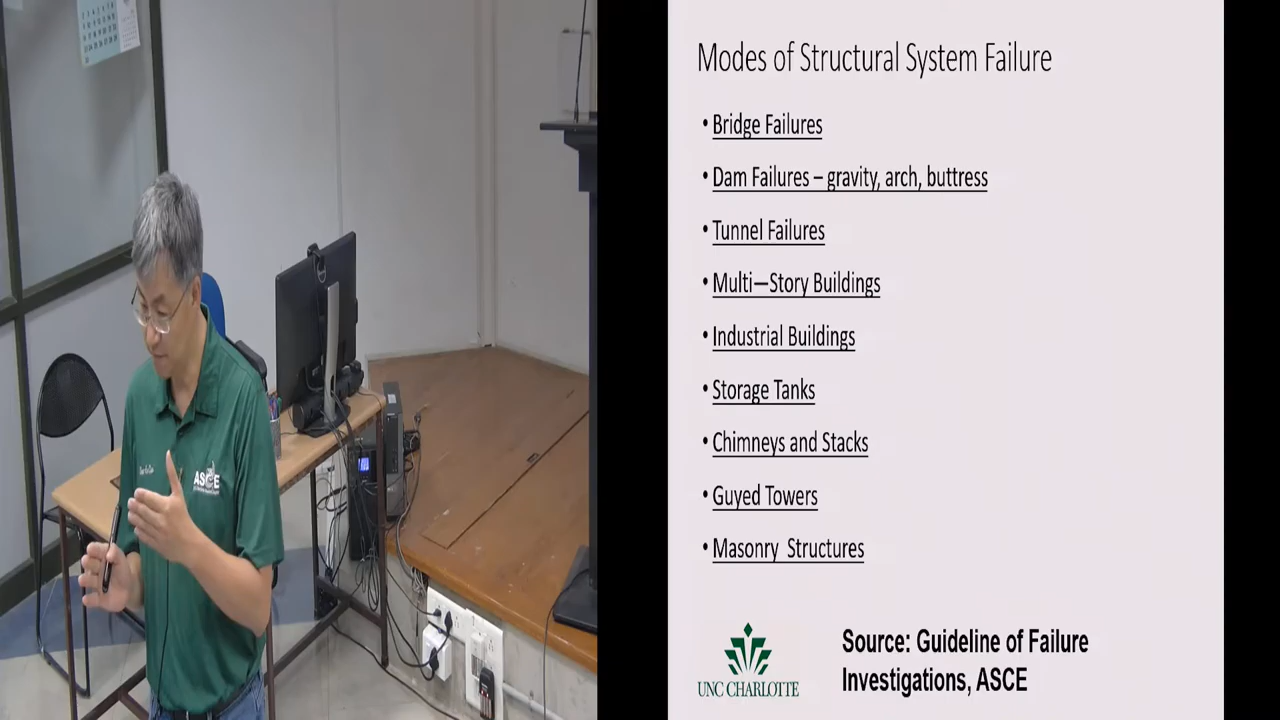 Modes of Structural System Failure
• Bridge Failures
• Dam Failures – gravity, arch, buttress
• Tunnel Failures
• Multi—Story Buildings
• Industrial Buildings
• Storage Tanks
• Chimneys and Stacks
• Guyed Towers
• Masonry Structures
UNC CHARLOTTE
Source: Guideline of Failure
Investigations, ASCE
ASCE